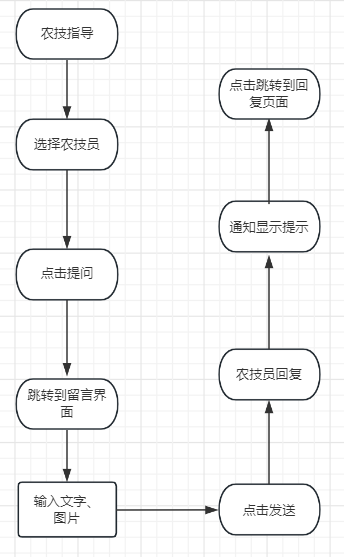 农技指导
选择农技员
点击提问
跳转到留言界
面
输入文字、
图片
点击发送
农技员回复
通知显示提示
点击跳转到回
复页面